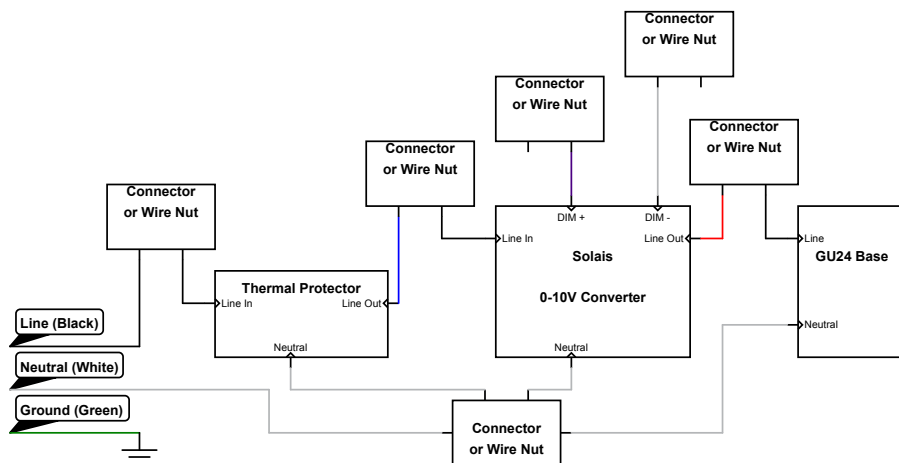 Connector
or Wire Nut
Connector
or Wire Nut
Connector
or Wire Nut
Connector
or Wire Nut
Connector
or Wire Nut
DIM +
DIM -
Line In
Line Out
Line
Solais
GU24 Base
Thermal Protector
0-10V Converter
Line In
Line Out
Line (Black)
Neutral
Neutral
Neutral
Neutral (White)
Ground (Green)
Connector
or Wire Nut